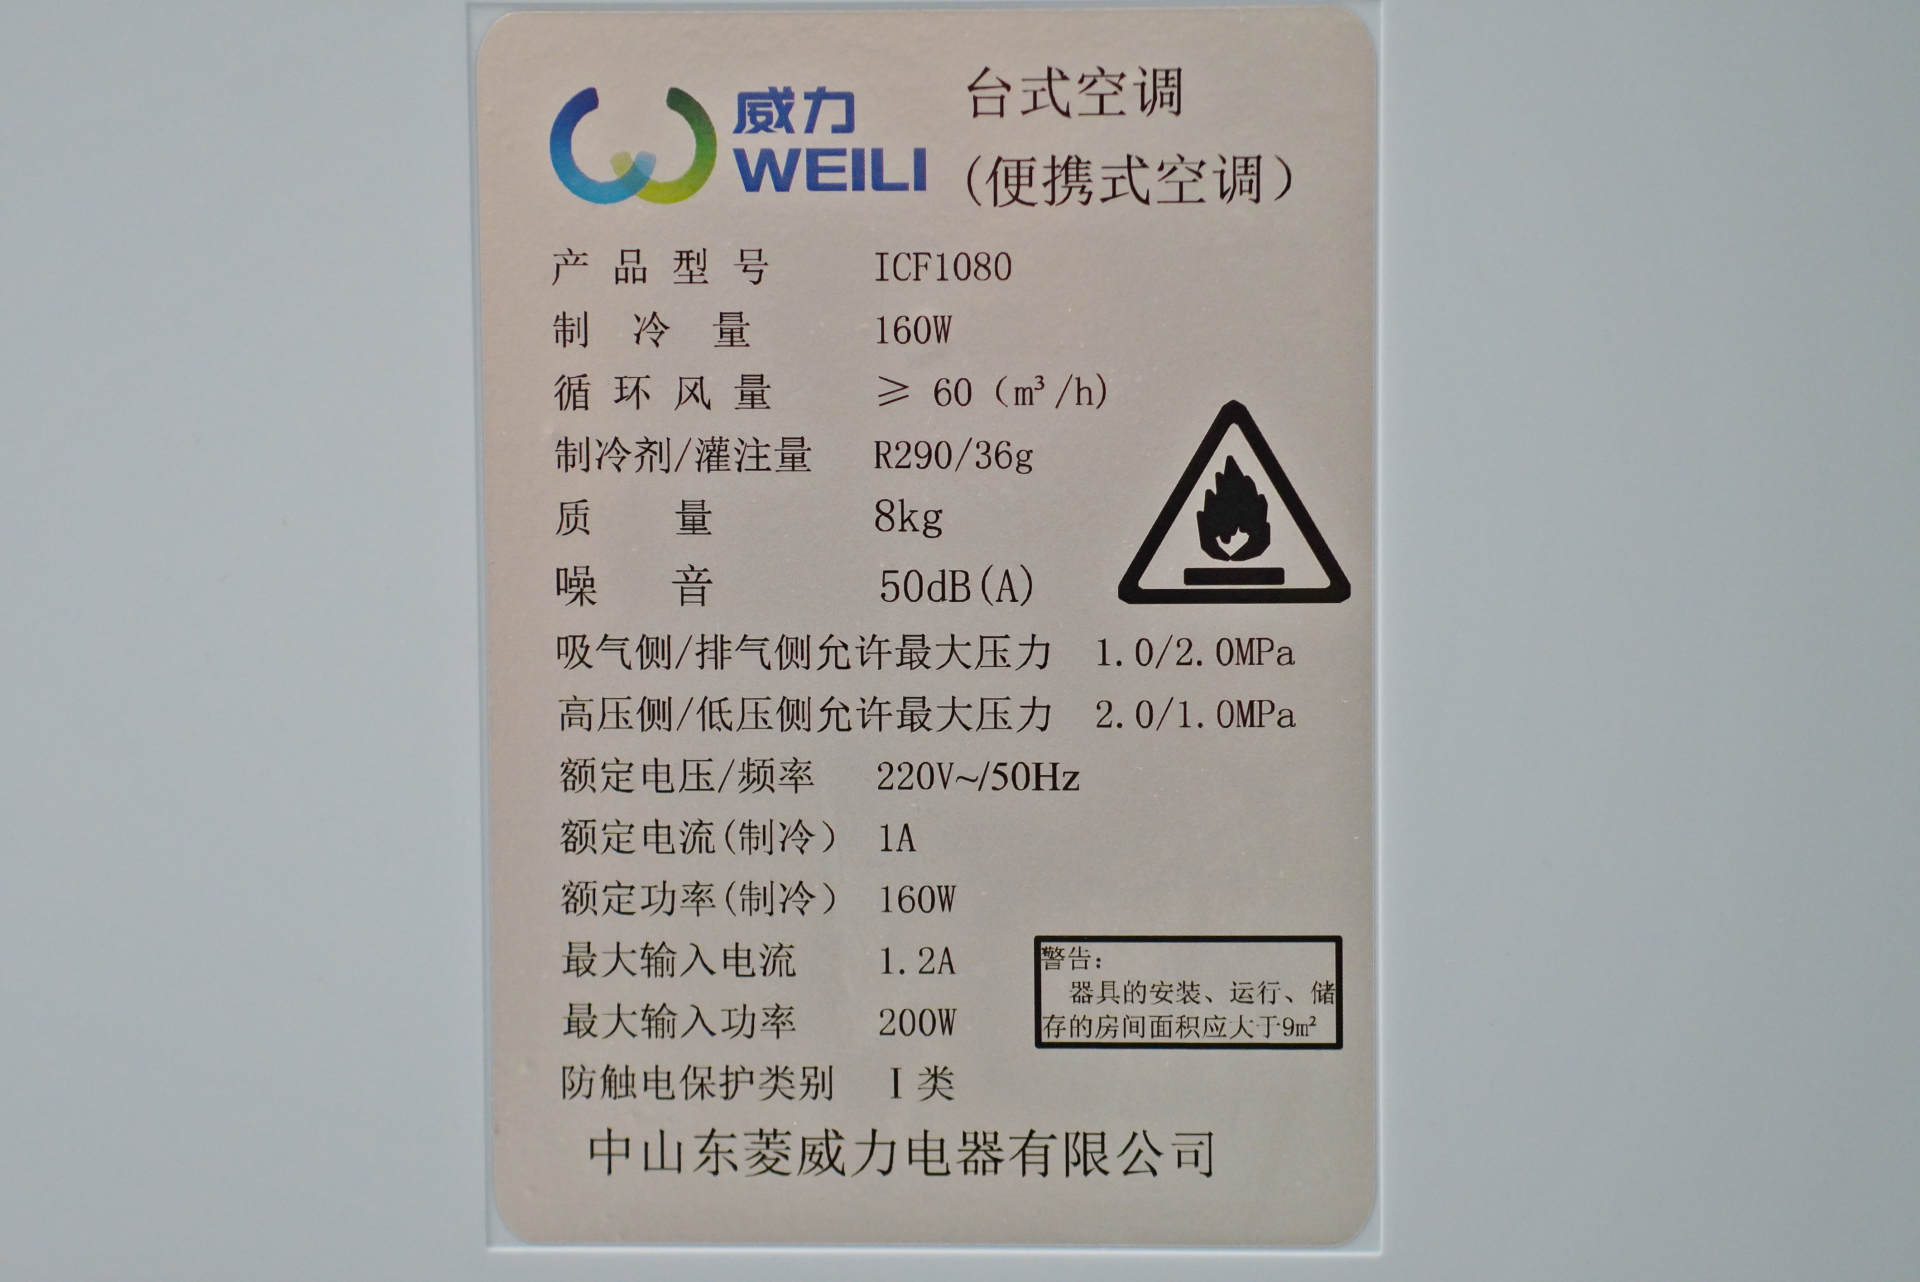 威力
WEILI
台式空调
(便携式空调）
产品型号 ICF1080
制冷量 160W
循环风量 ≥ 60（m³/h)
制冷剂/灌注量 R290/36g
质量 8kg
噪音 50dB(A)
吸气侧/排气侧允许最大压力 1.0/2.0MPa
高压侧/低压侧允许最大压力 2.0/1.0MPa
额定电压/频率 220V~/50Hz
额定电流(制冷） 1A
额定功率(制冷） 160W
最大输入电流 1.2A
最大输入功率 200W
防触电保护类别 I 类
警告：
器具的安装、运行、储
存的房间面积应大于9m²
中山东菱威力电器有限公司